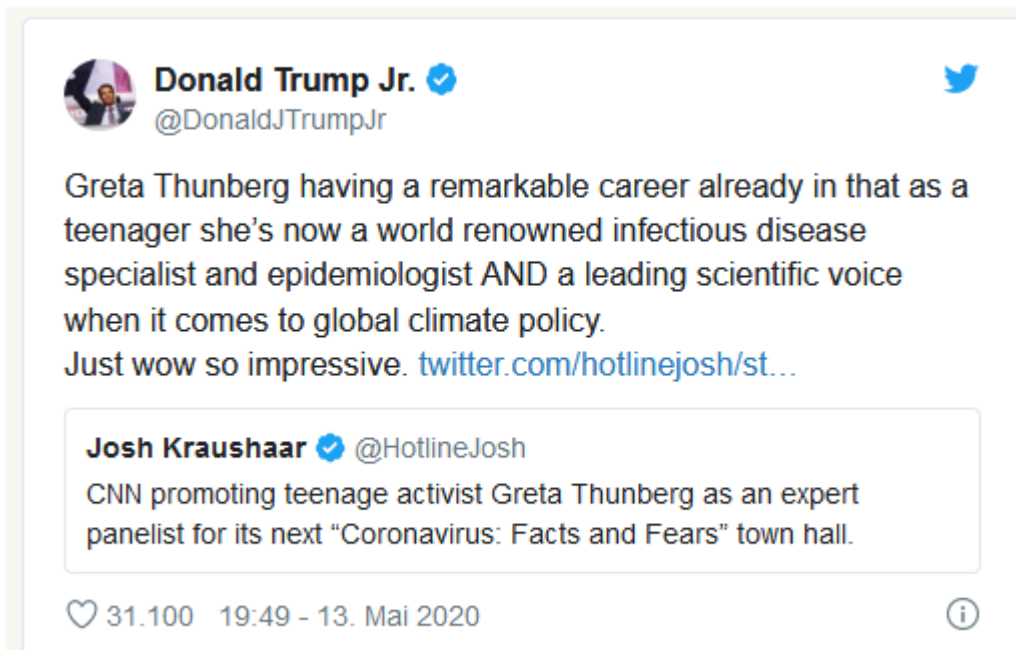 Donald Trump Jr.
@DonaldJTrumpJr
Greta Thunberg having a remarkable career already in that as a
teenager she’s now a world renowned infectious disease
specialist and epidemiologist AND a leading scientific voice
when it comes to global climate policy.
Just wow so impressive. twitter.com/hotlinejosh/st…
Josh Kraushaar @HotlineJosh
CNN promoting teenage activist Greta Thunberg as an expert
panelist for its next “Coronavirus: Facts and Fears” town hall.
31.100 19:49 - 13. Mai 2020